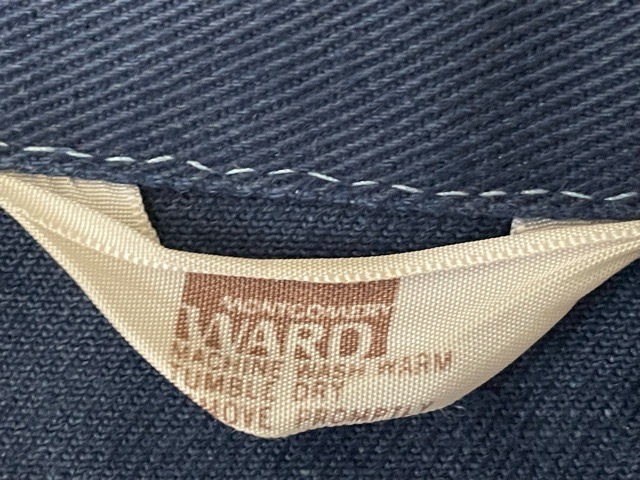 MONTGOMERY
WARD
MACHINE WASH WARM
TUMBLE DRY
REMOVE PROMPTLY